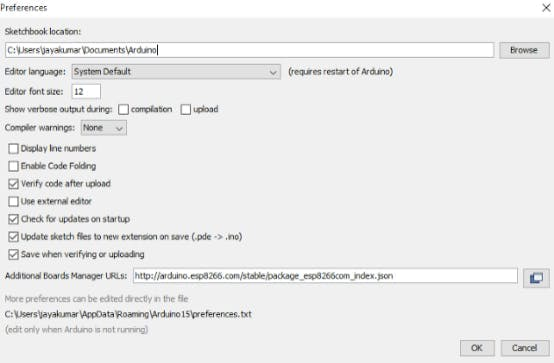 Preferences
Sketchbook location:
C:\Users\jayakumar\Documents\Arduino
Browse
Editor language: System Default (requires restart of Arduino)
Editor font size: 12
Show verbose output during: compilation upload
Compiler warnings: None
Display line numbers
Enable Code Folding
Verify code after upload
Use external editor
Check for updates on startup
Update sketch files to new extension on save (.pde -> .ino)
Save when verifying or uploading
Additional Boards Manager URLs: http://arduino.esp8266.com/stable/package_esp8266com_index.json
More preferences can be edited directly in the file
C:\Users\jayakumar\AppData\Roaming\Arduino15\preferences.txt
(edit only when Arduino is not running)
OK Cancel